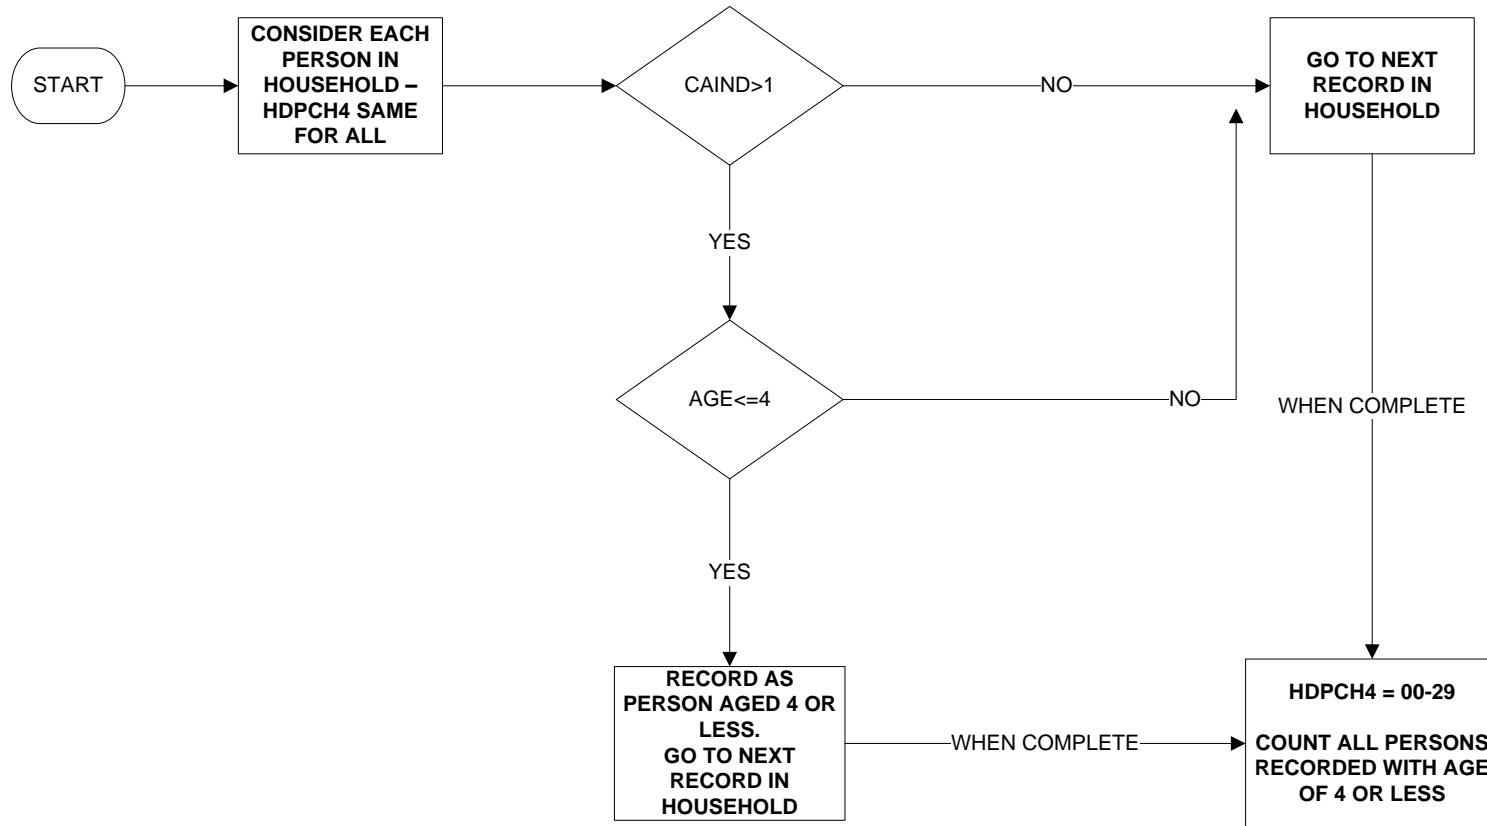 START
CONSIDER EACH
PERSON IN
HOUSEHOLD –
HDPCH4 SAME
FOR ALL
CAIND>1
NO
GO TO NEXT
RECORD IN
HOUSEHOLD
YES
AGE<=4
NO
WHEN COMPLETE
YES
RECORD AS
PERSON AGED 4 OR
LESS.
GO TO NEXT
RECORD IN
HOUSEHOLD
WHEN COMPLETE
HDPCH4 = 00-29
COUNT ALL PERSONS
RECORDED WITH AGE
OF 4 OR LESS